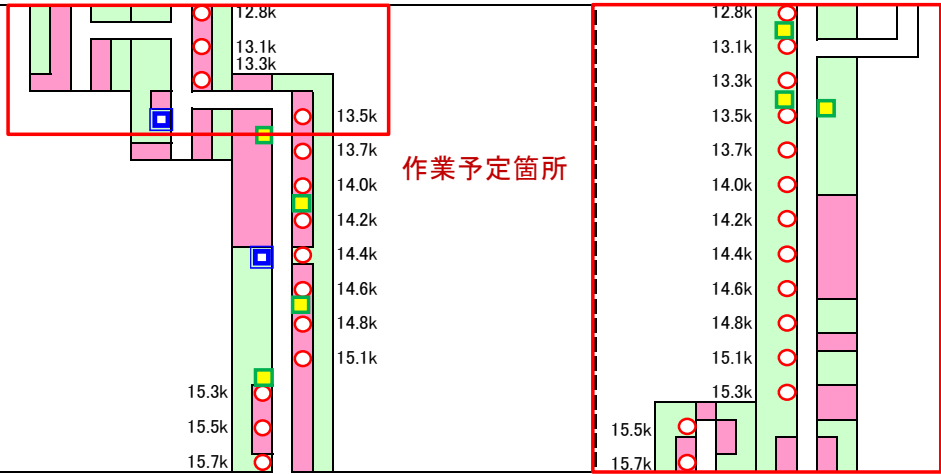 12.8k
13.1k
13.3k
13.5k
13.7k
14.0k
14.2k
14.4k
14.6k
14.8k
15.1k
15.3k
15.5k
15.7k
作業予定箇所
12.8k
13.1k
13.3k
13.5k
13.7k
14.0k
14.2k
14.4k
14.6k
14.8k
15.1k
15.3k
15.5k
15.7k